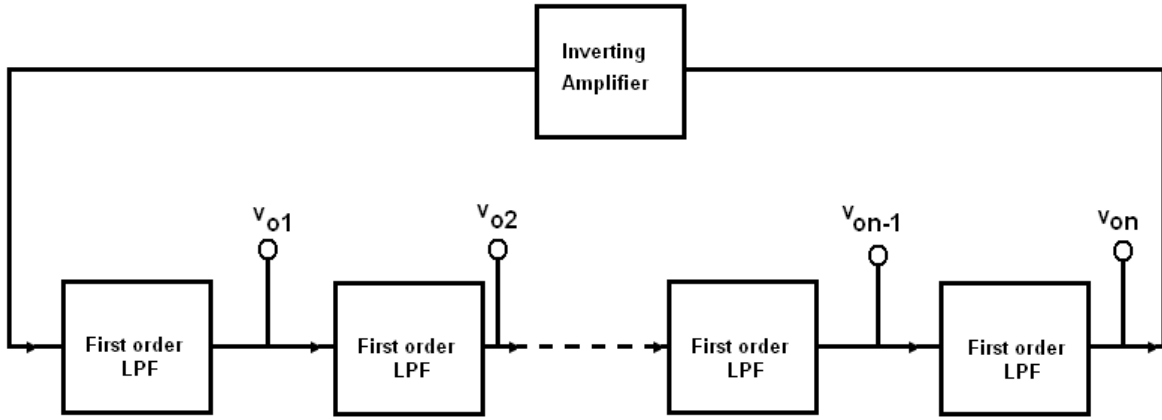 Inverting
Amplifier
vo1
vo2
von-1
von
First order
LPF
First order
LPF
First order
LPF
First order
LPF